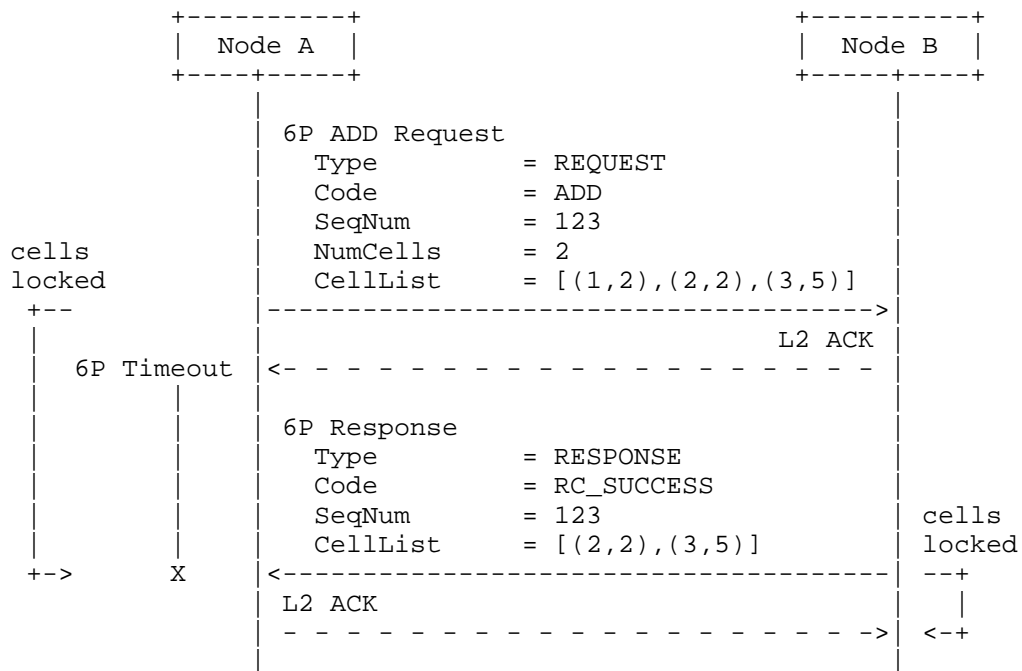 Node A Node B
6P ADD Request
Type = REQUEST
Code = ADD
SeqNum = 123
cells NumCells = 2
locked CellList = [(1,2),(2,2),(3,5)]
L2 ACK
6P Timeout
6P Response
Type = RESPONSE
Code = RC_SUCCESS
SeqNum = 123 cells
CellList = [(2,2),(3,5)] locked
X
L2 ACK